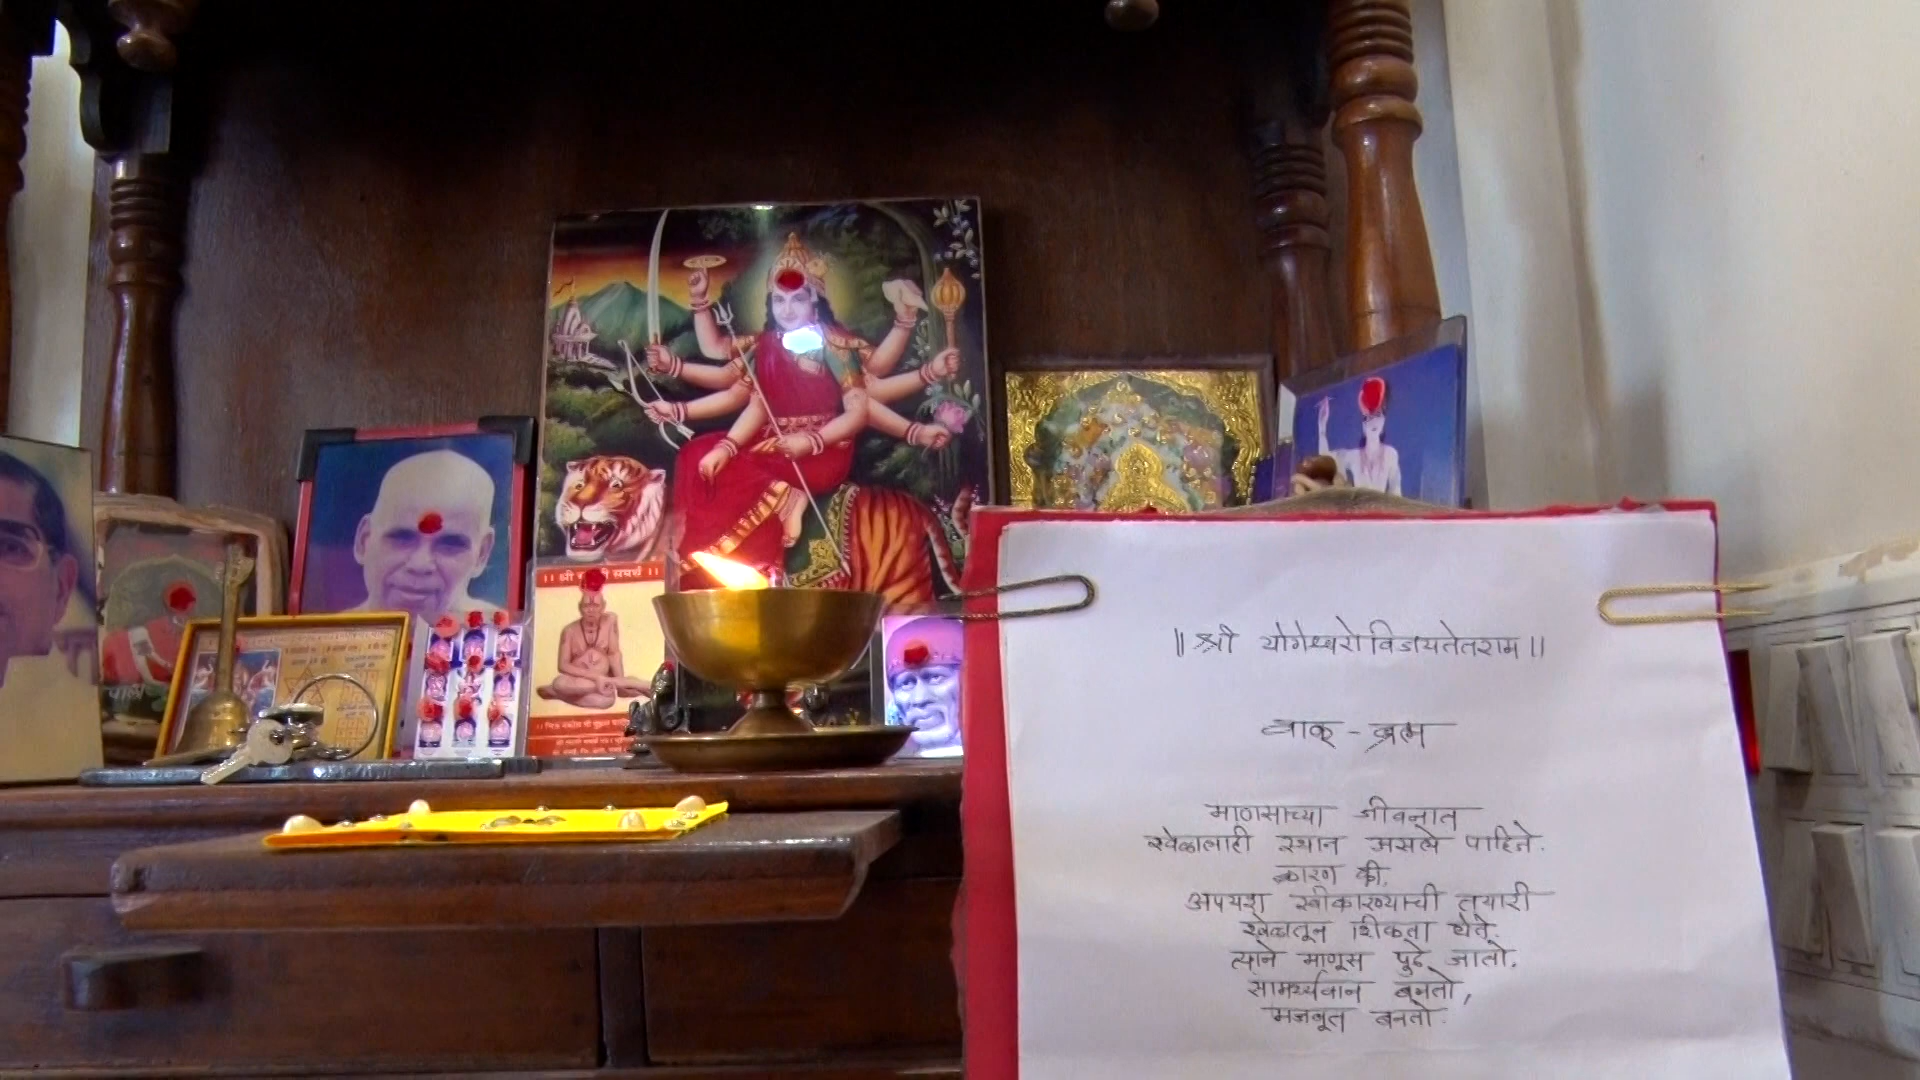 ॥ श्री योगेश्वरो विजयतेतराम ॥
वाक् - ब्रह्म
माणसाच्या जीवनात
खेळालाही स्थान असले पाहिजे.
कारण की,
अपयश स्वीकारण्याची तयारी
खेळातून शिकता येते.
त्याने माणूस पुढे जातो.
सामर्थ्यवान बनतो,
मजबूत बनतो.